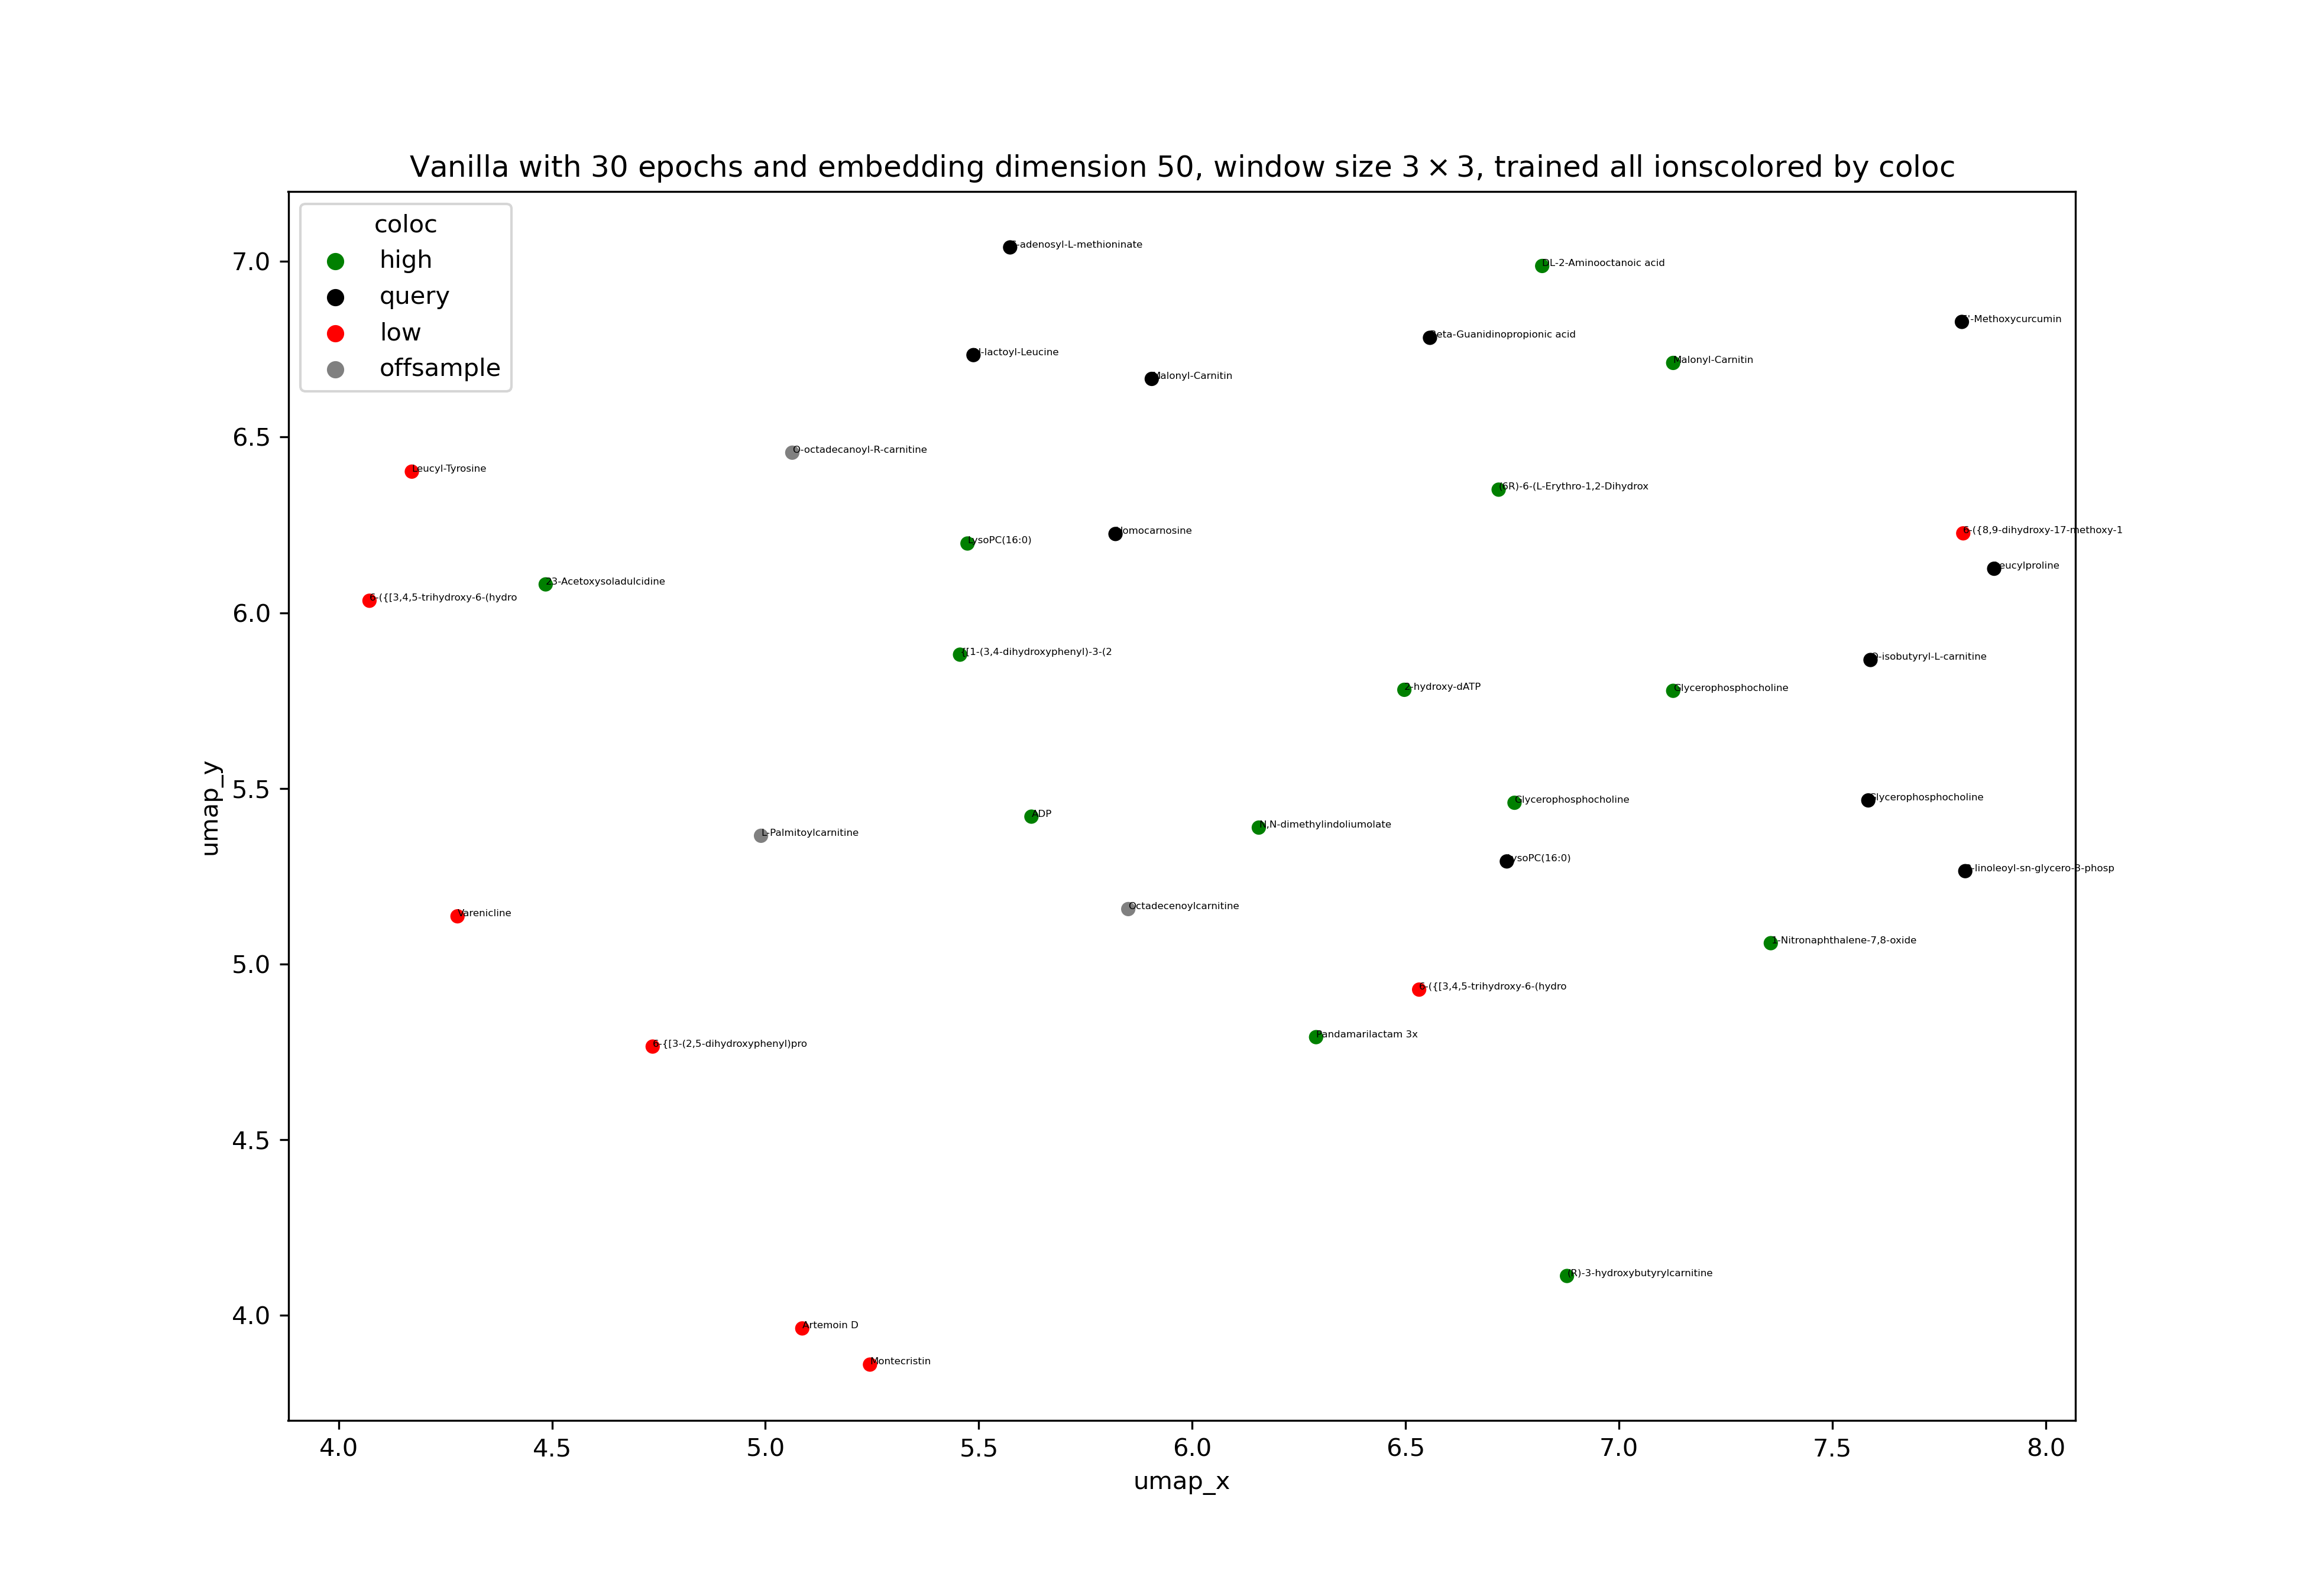 Vanilla with 30 epochs and embedding dimension 50, window size 3 × 3, trained all ionscolored by coloc
coloc
high
query
low
offsample
-adenosyl-L-methioninate
DL-2-Aminooctanoic acid
'-Methoxycurcumin
Beta-Guanidinopropionic acid
N-lactoyl-Leucine
Malonyl-Carnitin
Malonyl-Carnitin
O-octadecanoyl-R-carnitine
Leucyl-Tyrosine
(6R)-6-(L-Erythro-1,2-Dihydrox
Homocarnosine
6-({8,9-dihydroxy-17-methoxy-1
LysoPC(16:0)
Leucylproline
23-Acetoxysoladulcidine
6-({[3,4,5-trihydroxy-6-(hydro
{[1-(3,4-dihydroxyphenyl)-3-(2
O-isobutyryl-L-carnitine
2-hydroxy-dATP
Glycerophosphocholine
Glycerophosphocholine
Glycerophosphocholine
ADP
N,N-dimethylindoliumolate
L-Palmitoylcarnitine
LysoPC(16:0)
-linoleoyl-sn-glycero-3-phosp
Octadecenoylcarnitine
Varenicline
1-Nitronaphthalene-7,8-oxide
6-({[3,4,5-trihydroxy-6-(hydro
Pandamarilactam 3x
6-{[3-(2,5-dihydroxyphenyl)pro
(R)-3-hydroxybutyrylcarnitine
Artemoin D
Montecristin
7.0
6.5
6.0
5.5
5.0
4.5
4.0
umap_y
4.0 4.5 5.0 5.5 6.0 6.5 7.0 7.5 8.0
umap_x